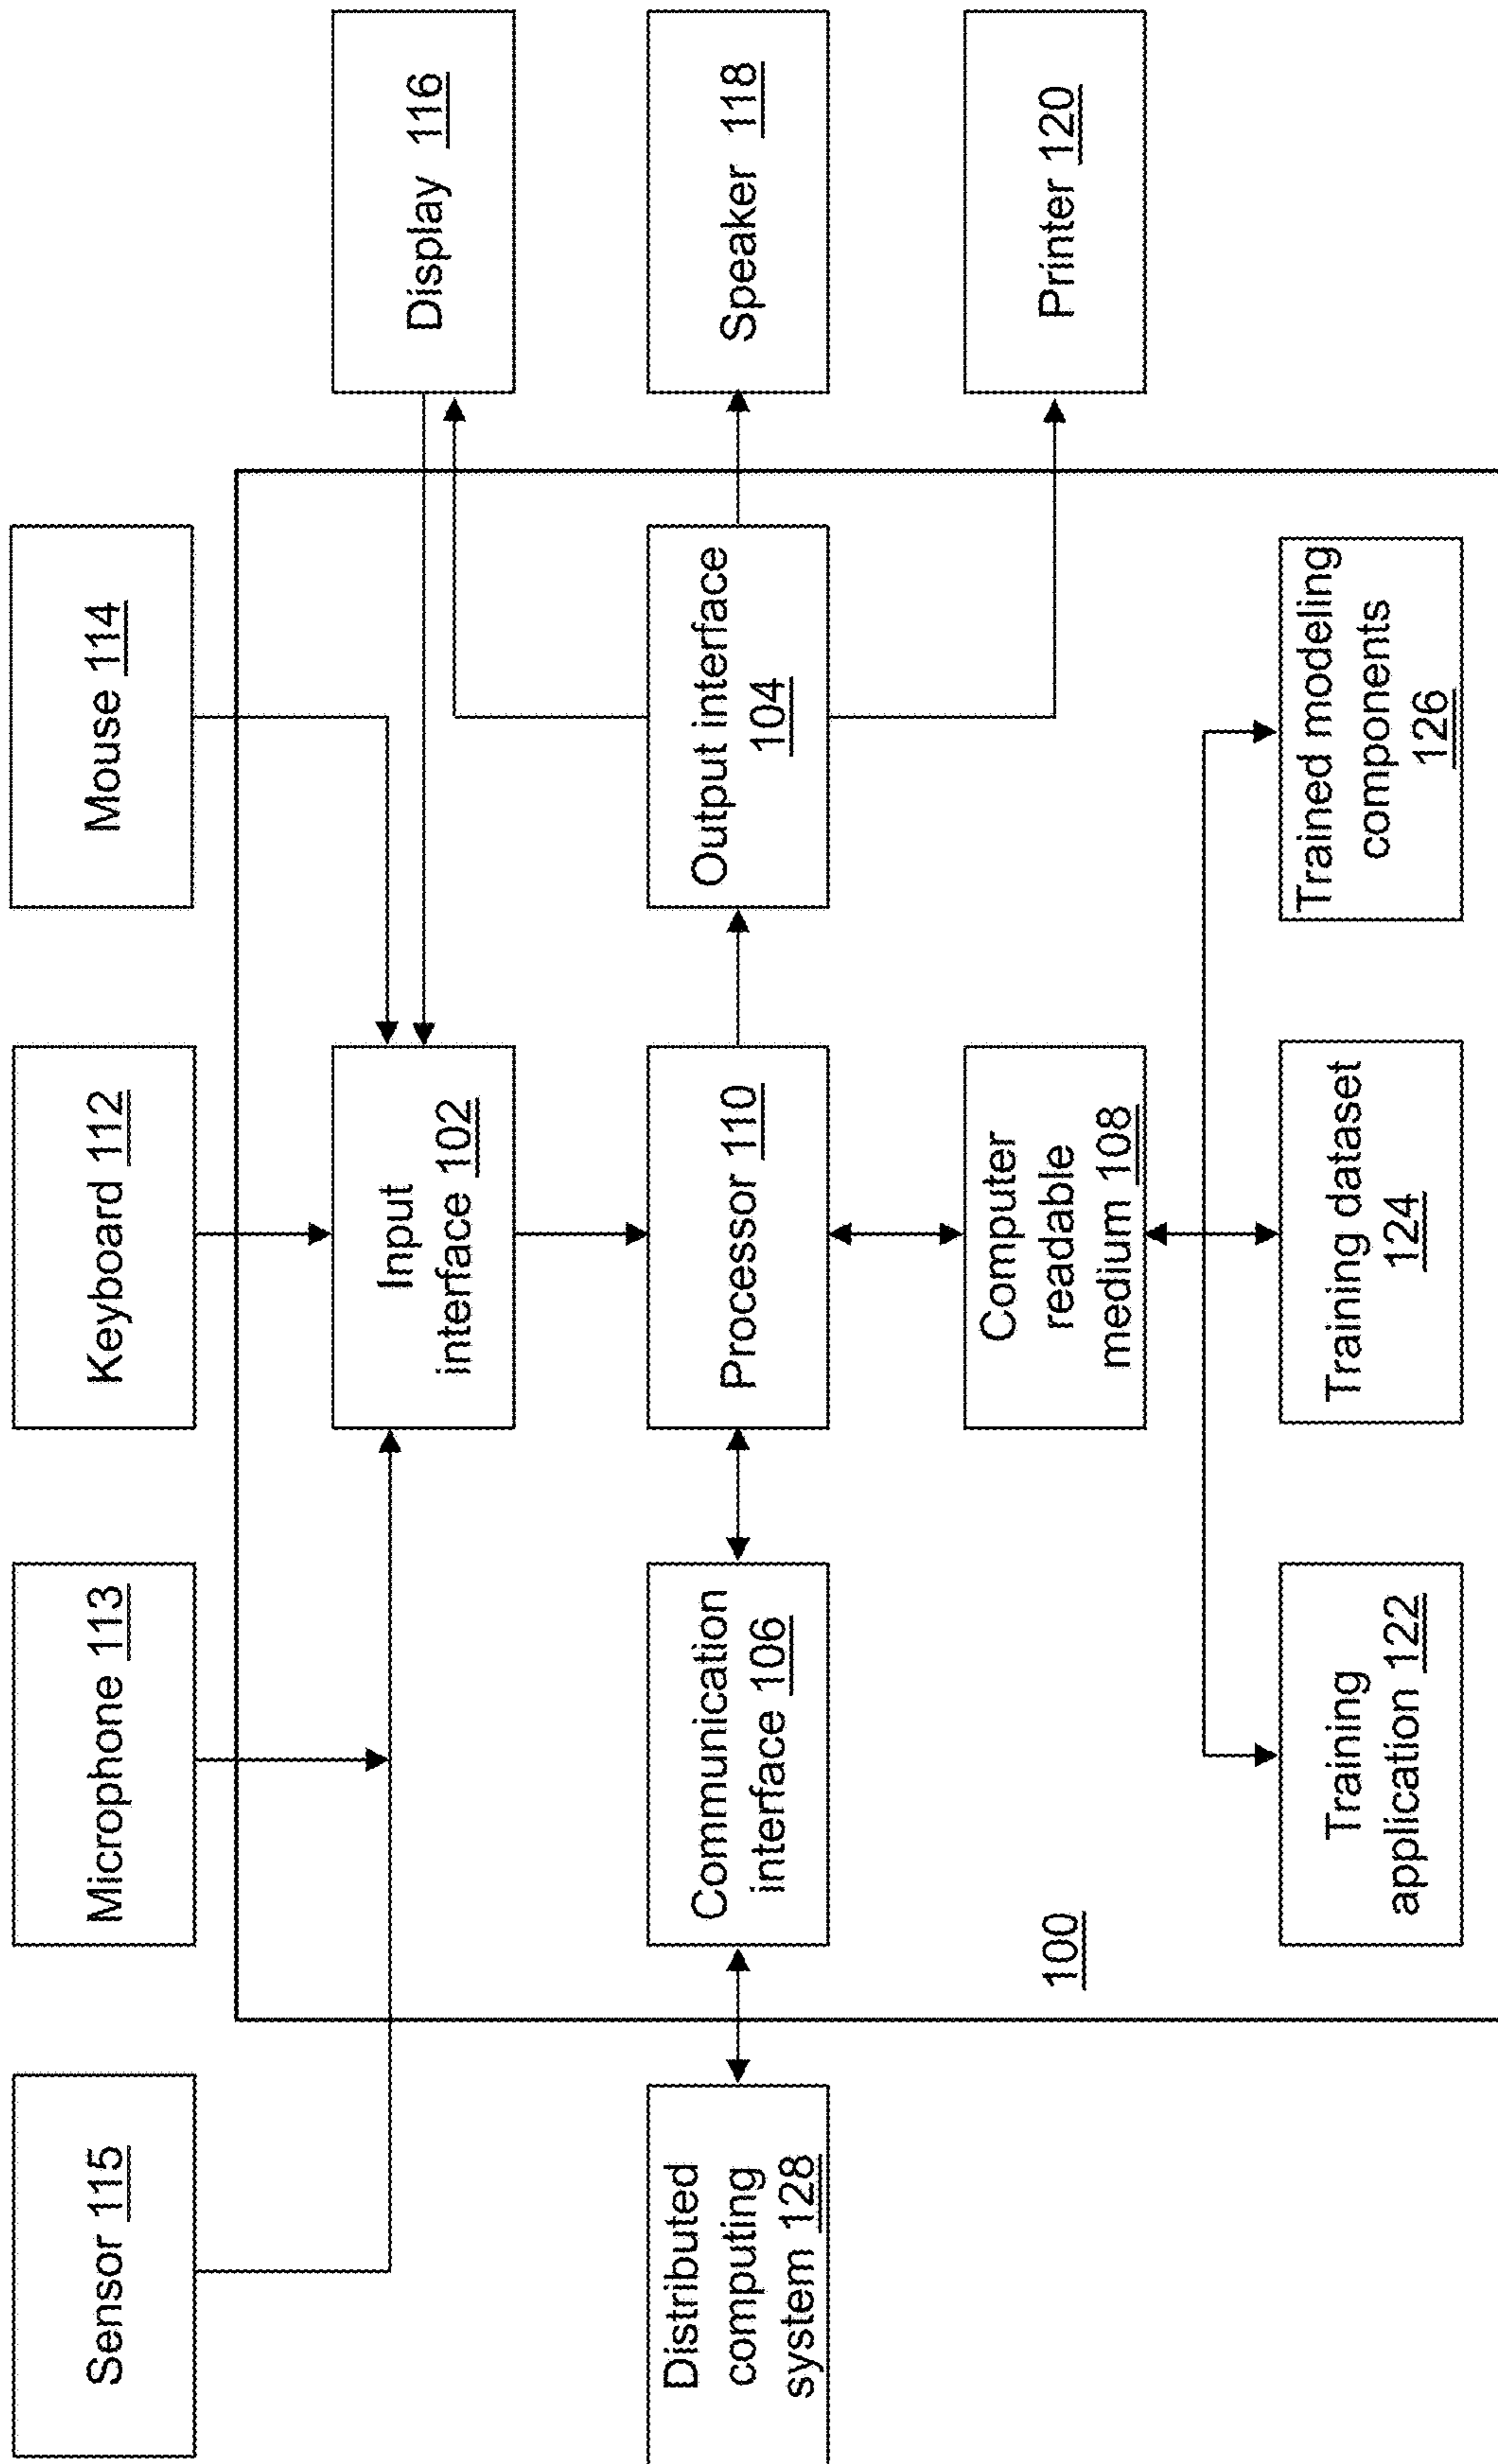 Sensor 115
Microphone 113
Keyboard 112
Mouse 114
Input
interface 102
Display 116
Distributed
computing
system 128
Communication
interface 106
Processor 110
Output interface
104
Speaker 118
Computer
readable
medium 108
Printer 120
100
Training
application 122
Training dataset
124
Trained modeling
components
126